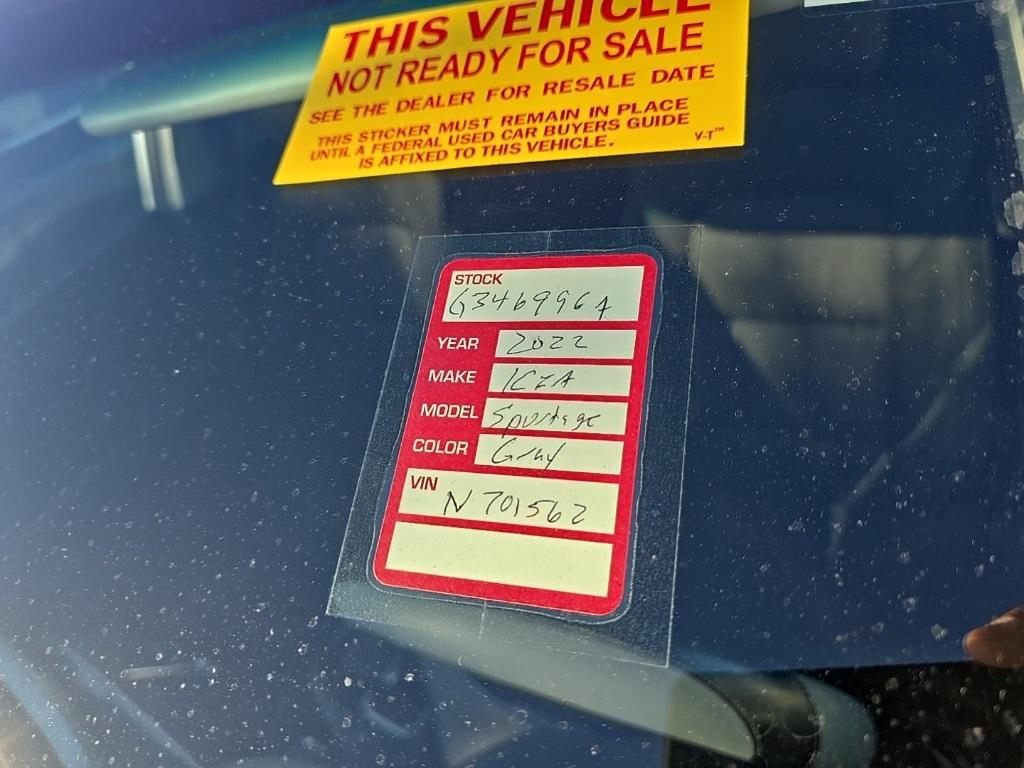 THIS VEHICLE
NOT READY FOR SALE
SEE THE DEALER FOR RESALE DATE
THIS STICKER MUST REMAIN IN PLACE
UNTIL A FEDERAL USED CAR BUYERS GUIDE
IS AFFIXED TO THIS VEHICLE.
V-T™
STOCK
G346996A
YEAR 2022
MAKE KIA
MODEL Sportage
COLOR Gray
VIN
N701562